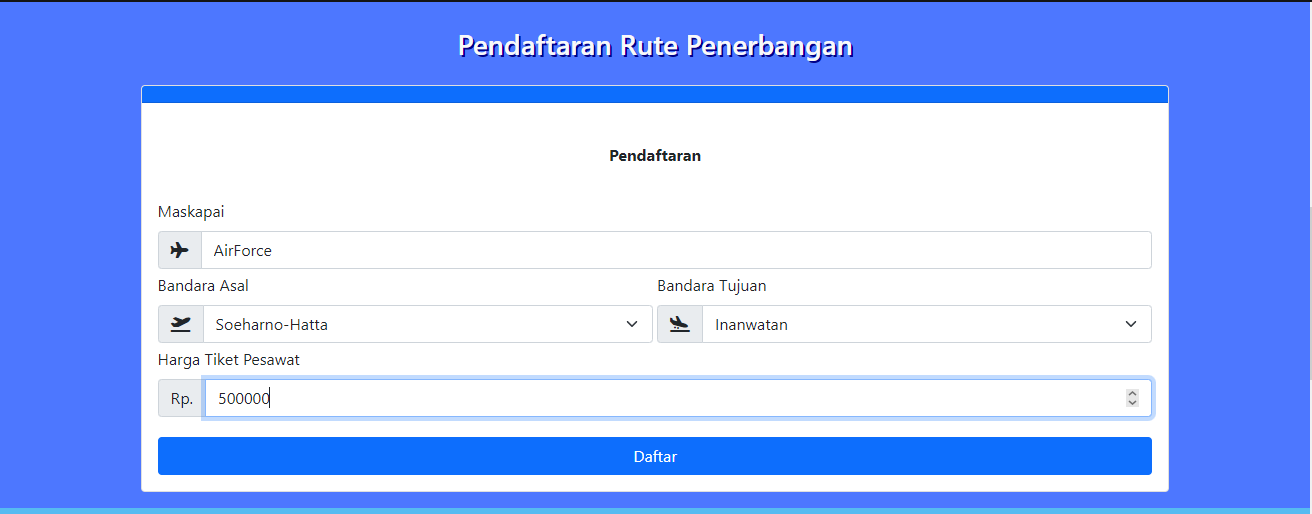 Pendaftaran Rute Penerbangan
Pendaftaran
Maskapai
AirForce
Bandara Asal
Bandara Tujuan
Soeharno-Hatta
Inanwatan
Harga Tiket Pesawat
Rp. 500000
Daftar